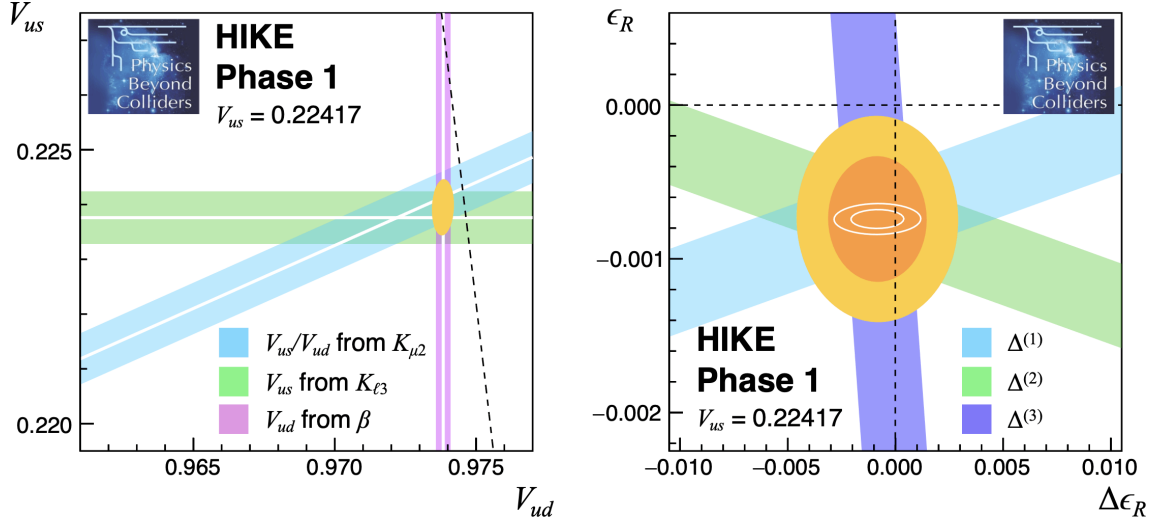 V_us
HIKE
Phase 1
V_us = 0.22417
Physics
Beyond
Colliders
0.225
0.220
V_us/V_ud from K_μ2
V_us from K_ℓ3
V_ud from β
0.965
0.970
0.975
V_ud
ϵ_R
Physics
Beyond
Colliders
0.000
−0.001
−0.002
HIKE
Phase 1
V_us = 0.22417
Δ^(1)
Δ^(2)
Δ^(3)
−0.010
−0.005
0.000
0.005
0.010
Δϵ_R